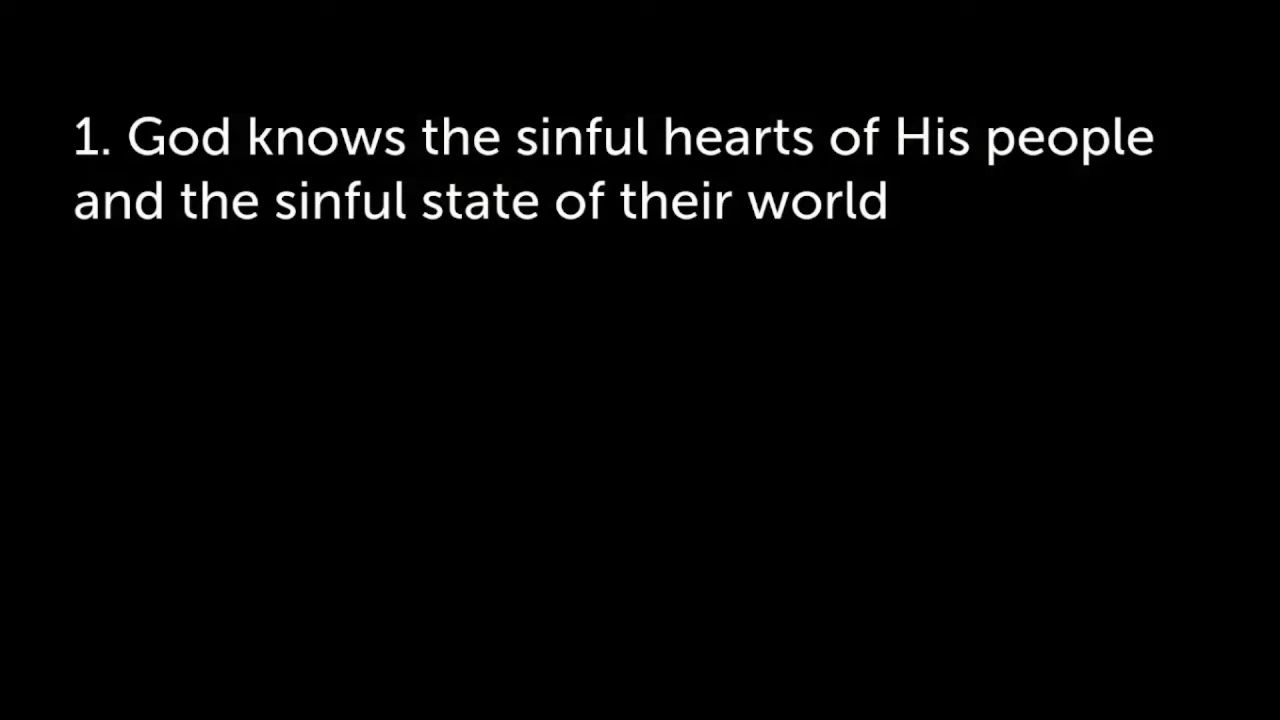 1. God knows the sinful hearts of His people
and the sinful state of their world